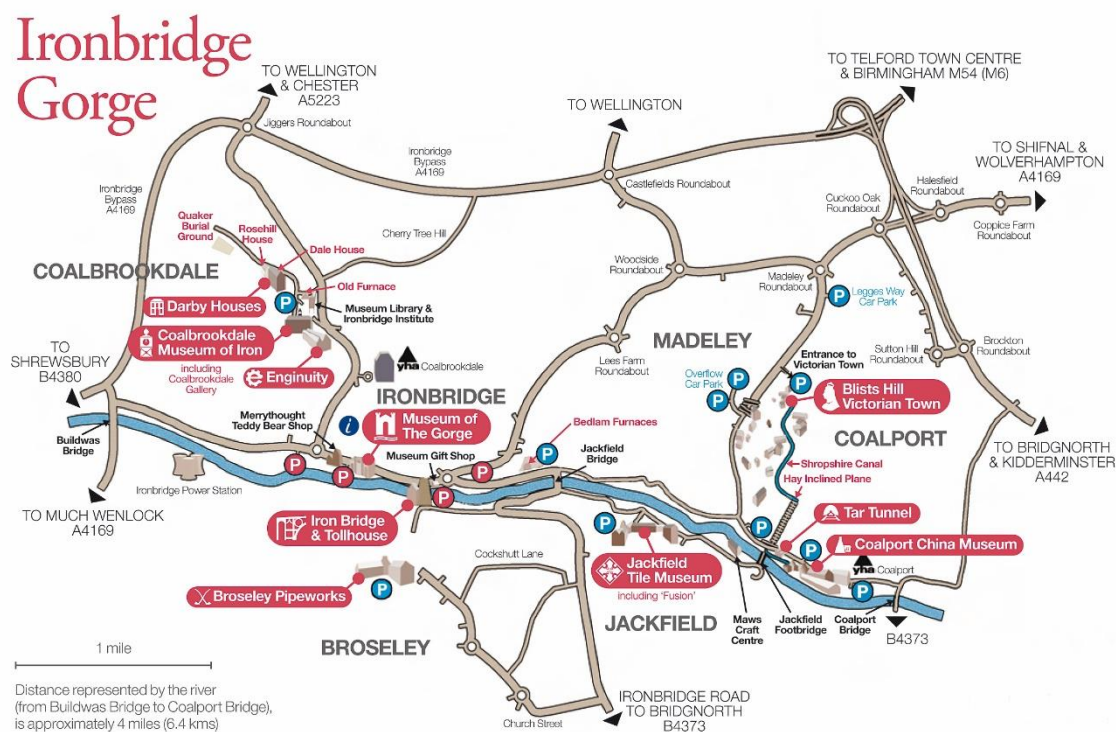 Ironbridge
Gorge
TO WELLINGTON
& CHESTER
A5223
Jiggers Roundabout
TO WELLINGTON
TO TELFORD TOWN CENTRE
& BIRMINGHAM M54 (M6)
TO SHIFNAL &
WOLVERHAMPTON
A4169
Ironbridge
Bypass
A4169
Ironbridge
Bypass
A4169
Castlefields Roundabout
Cuckoo Oak
Roundabout
Halesfield
Roundabout
Coppice Farm
Roundabout
Quaker
Burial
Ground
Rosehill
House
Dale House
Cherry Tree Hill
COALBROOKDALE
Woodside
Roundabout
Madeley
Roundabout
P
Legges Way
Car Park
Old Furnace
Darby Houses
P
Museum Library &
Ironbridge Institute
MADELEY
Coalbrookdale
Museum of Iron
including
Coalbrookdale
Gallery
Enginuity
yha Coalbrookdale
Lees Farm
Roundabout
Sutton Hill
Roundabout
Brockton
Roundabout
Entrance to
Victorian Town
P
Overflow
Car Park
P
P
Blists Hill
Victorian Town
TO
SHREWSBURY
B4380
IRONBRIDGE
Merrythought
Teddy Bear Shop
i
Museum of
The Gorge
COALPORT
Bedlam Furnaces
P
Jackfield
Bridge
TO BRIDGNORTH
& KIDDERMINSTER
A442
Buildwas
Bridge
Museum Gift Shop
P
P
P
P
Shropshire Canal
Hay Inclined Plane
Ironbridge Power Station
TO MUCH WENLOCK
A4169
Iron Bridge
& Tollhouse
P
P
Tar Tunnel
P
Coalport China Museum
yha Coalport
P
Cockshutt Lane
Jackfield
Tile Museum
including 'Fusion'
Broseley Pipeworks
P
JACKFIELD
Maws
Craft
Centre
Jackfield
Footbridge
Coalport
Bridge
B4373
BROSELEY
1 mile
Distance represented by the river
(from Buildwas Bridge to Coalport Bridge),
is approximately 4 miles (6.4 kms)
Church Street
IRONBRIDGE ROAD
TO BRIDGNORTH
B4373